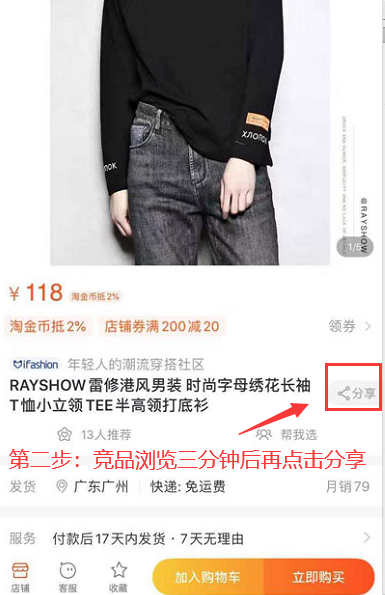 ХЛОПОК
@RAYSHOW
1/5
¥ 118 淘金币抵2%
淘金币抵2% 店铺券满200减20 领券
iFashion 年轻人的潮流穿搭社区
RAYSHOW雷修港风男装 时尚字母绣花长袖
T恤小立领TEE半高领打底衫
分享
13人推荐 帮我选
第二步：竞品浏览三分钟后再点击分享
发货 广东广州 快递: 免运费 月销79
服务 付款后17天内发货·7天无理由
店铺 客服 收藏 加入购物车 立即购买